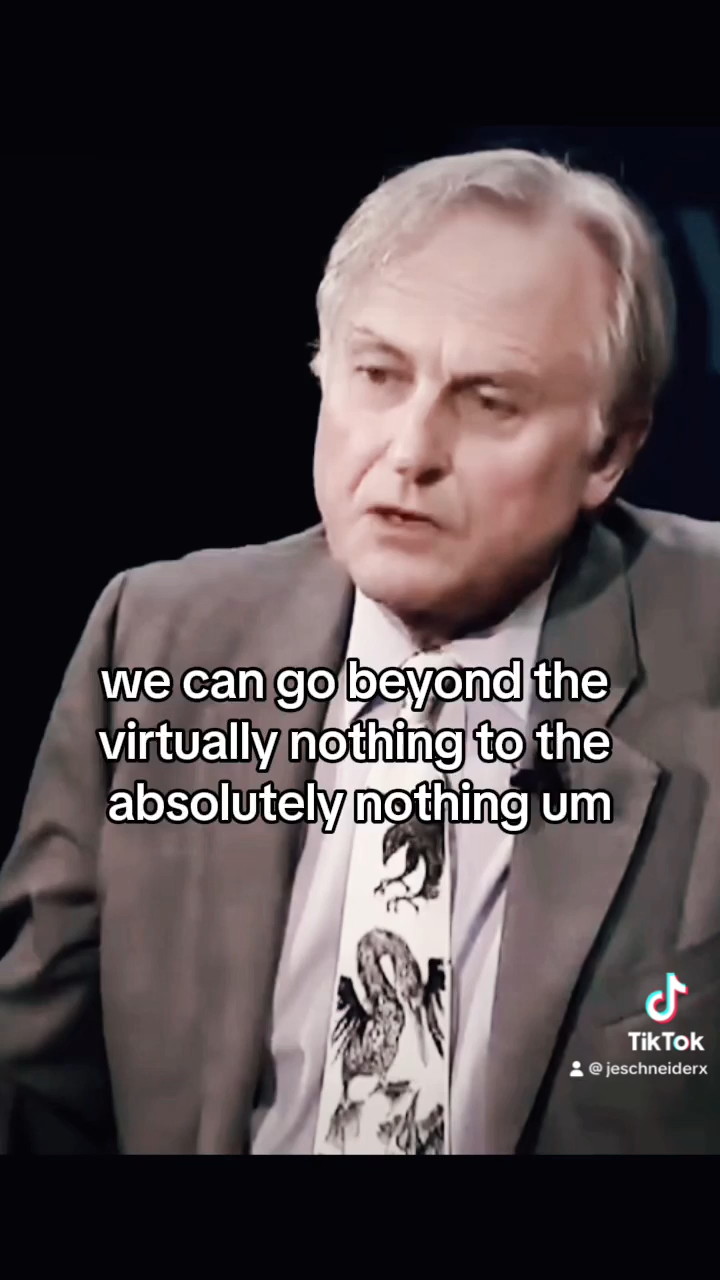 we can go beyond the
virtually nothing to the
absolutely nothing um
TikTok
@jeschneiderx